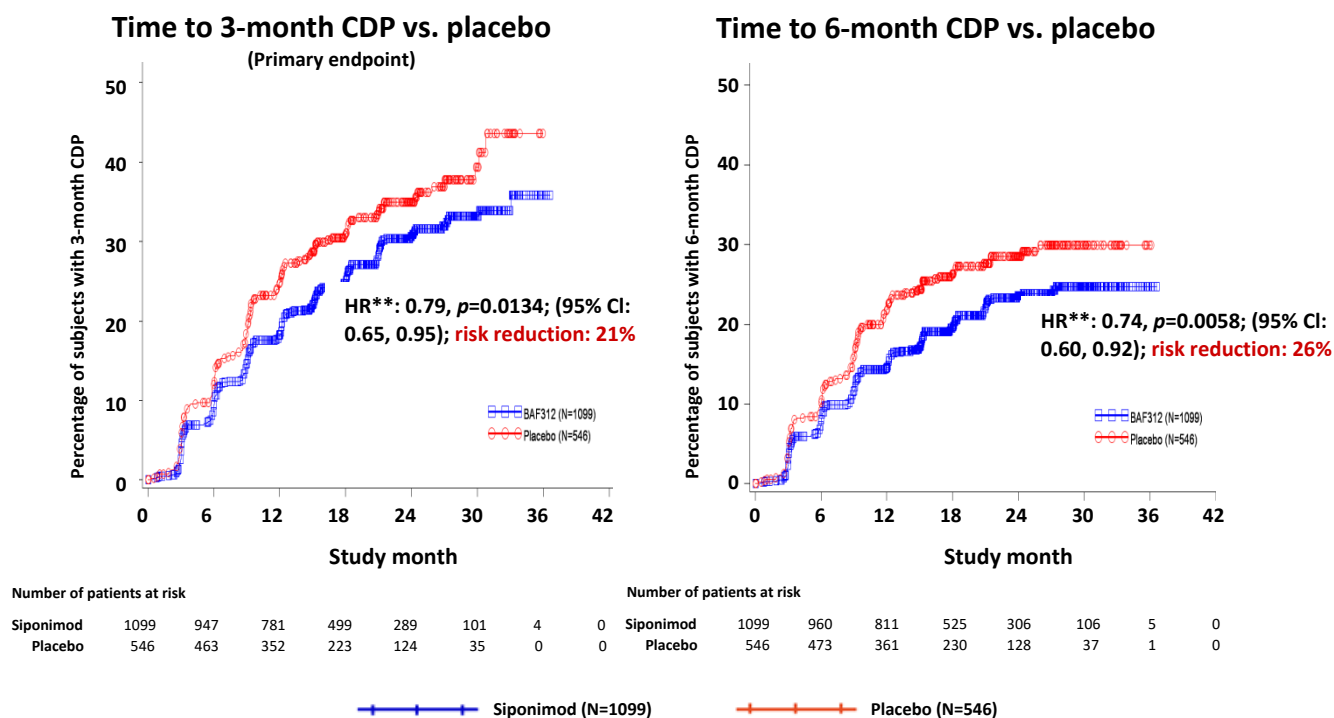 Time to 3-month CDP vs. placebo
(Primary endpoint)
Percentage of subjects with 3-month CDP
50
40
30
20
10
0
HR**: 0.79, p=0.0134; (95% CI:
0.65, 0.95); risk reduction: 21%
BAF312 (N=1099)
Placebo (N=546)
0 6 12 18 24 30 36 42
Study month
Time to 6-month CDP vs. placebo
Percentage of subjects with 6-month CDP
50
40
30
20
10
0
HR**: 0.74, p=0.0058; (95% CI:
0.60, 0.92); risk reduction: 26%
BAF312 (N=1099)
Placebo (N=546)
0 6 12 18 24 30 36 42
Study month
Number of patients at risk
Siponimod 1099 947 781 499 289 101 4 0
Placebo 546 463 352 223 124 35 0 0
Number of patients at risk
Siponimod 1099 960 811 525 306 106 5 0
Placebo 546 473 361 230 128 37 1 0
Siponimod (N=1099) Placebo (N=546)